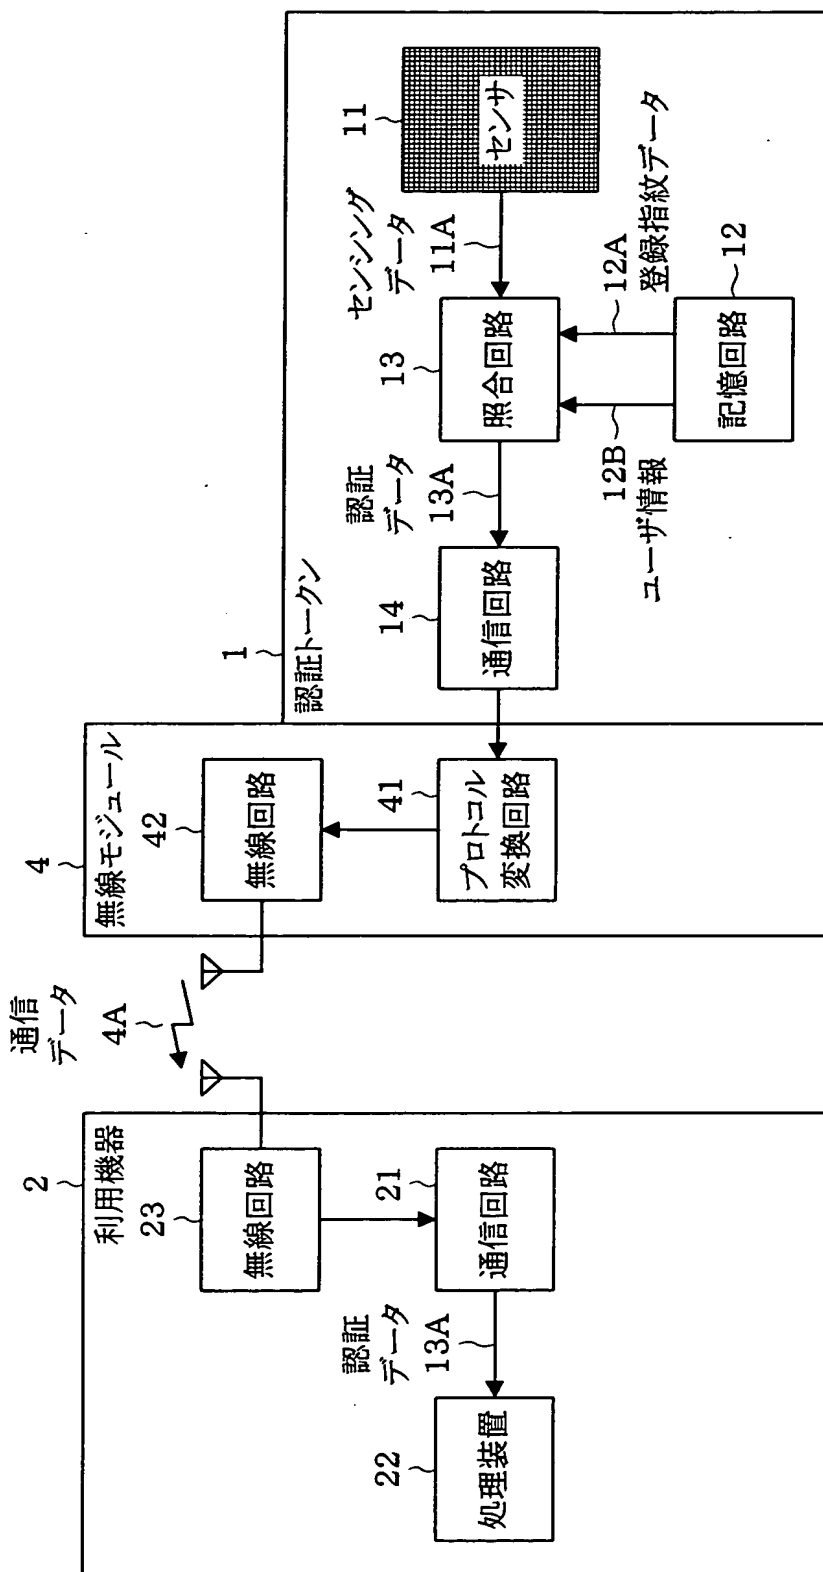 2
利用機器
23
無線回路
21
通信回路
認証
データ
13A
22
処理装置
通信
データ
4A
4
無線モジュール
42
無線回路
41
プロトコル
変換回路
1
認証トークン
14
通信回路
認証
データ
13A
13
照合回路
センシング
データ
11A
11
センサ
12B
ユーザ情報
12A
登録指紋データ
12
記憶回路